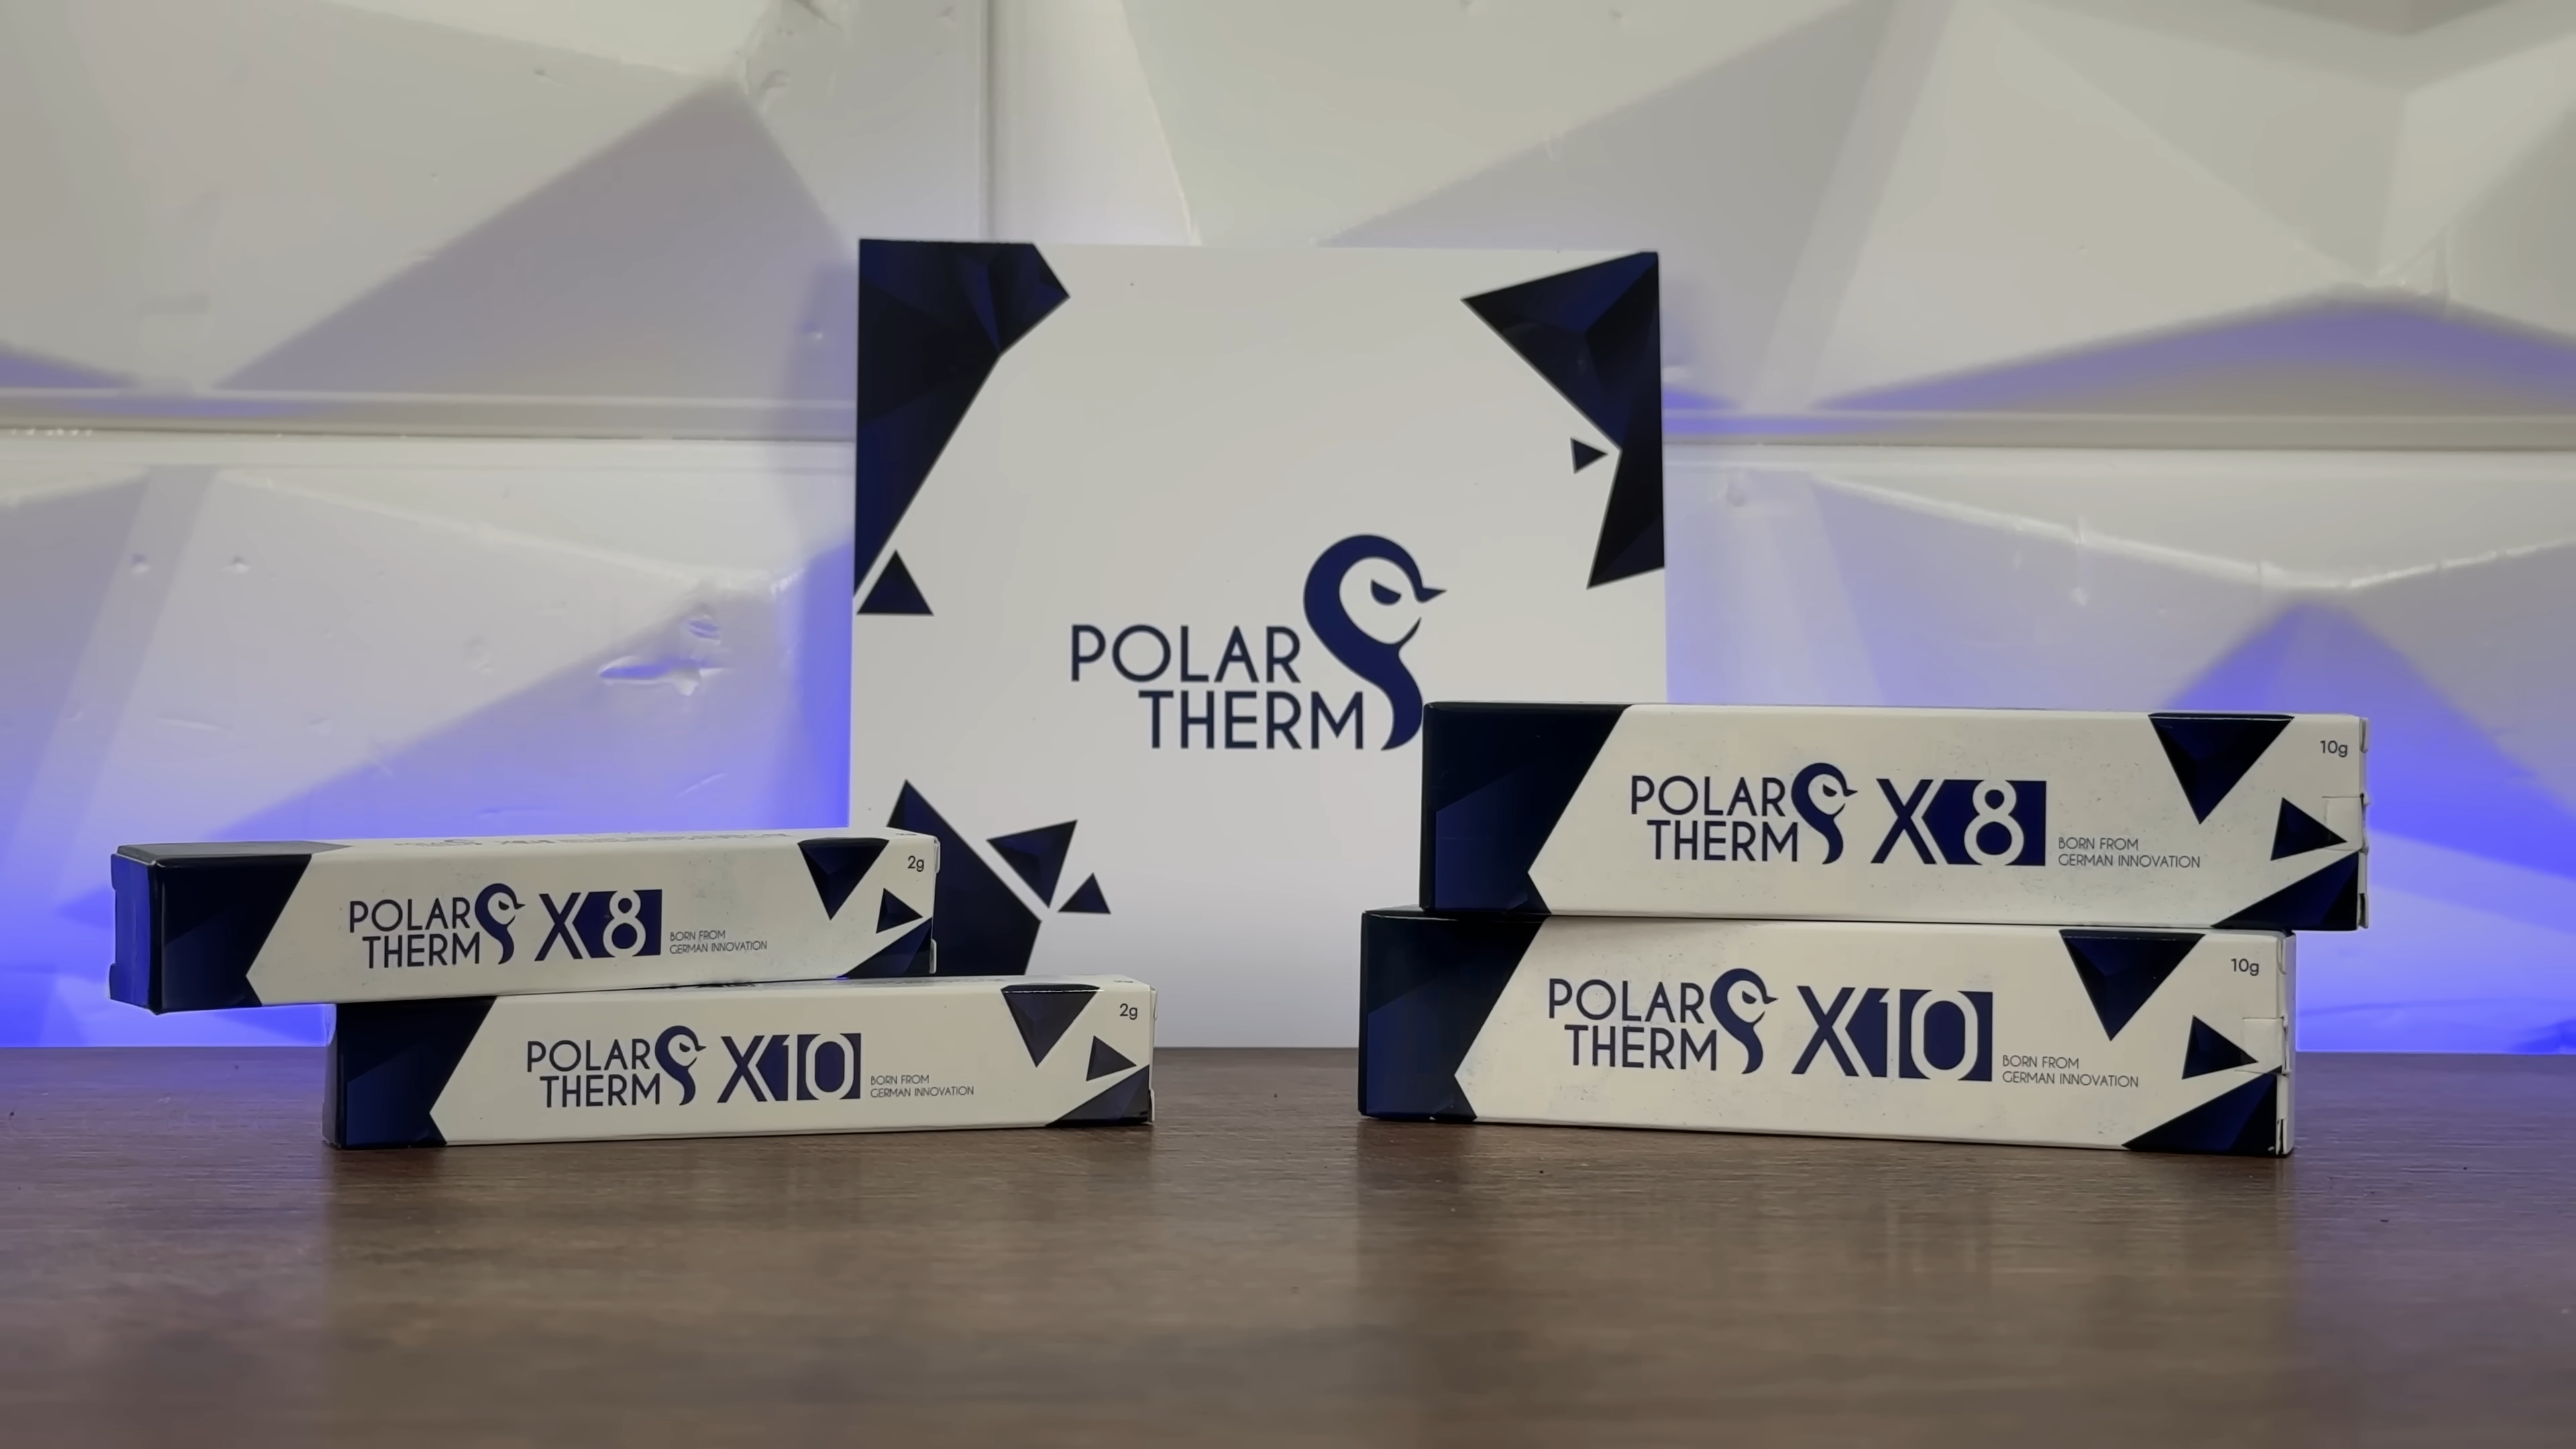 POLAR
THERM
POLAR
THERM
X8
BORN FROM
GERMAN INNOVATION
2g
POLAR
THERM
X10
BORN FROM
GERMAN INNOVATION
2g
POLAR
THERM
X8
BORN FROM
GERMAN INNOVATION
10g
POLAR
THERM
X10
BORN FROM
GERMAN INNOVATION
10g